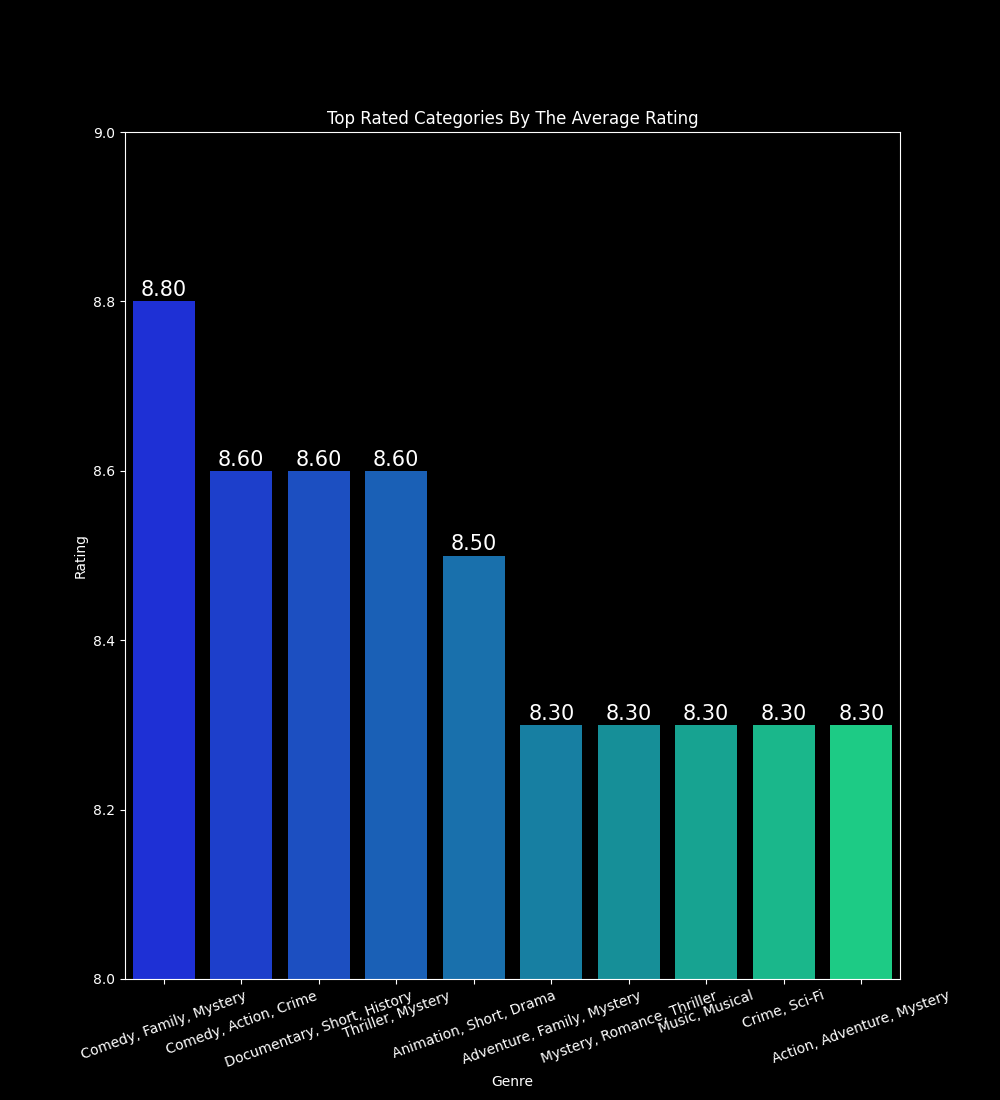 Top Rated Categories By The Average Rating
9.0
8.8
8.6
8.4
8.2
8.0
Rating
8.80
8.60
8.60
8.60
8.50
8.30
8.30
8.30
8.30
8.30
Comedy, Family, Mystery
Comedy, Action, Crime
Documentary, Short, History
Thriller, Mystery
Animation, Short, Drama
Adventure, Family, Mystery
Mystery, Romance, Thriller
Music, Musical
Crime, Sci-Fi
Action, Adventure, Mystery
Genre